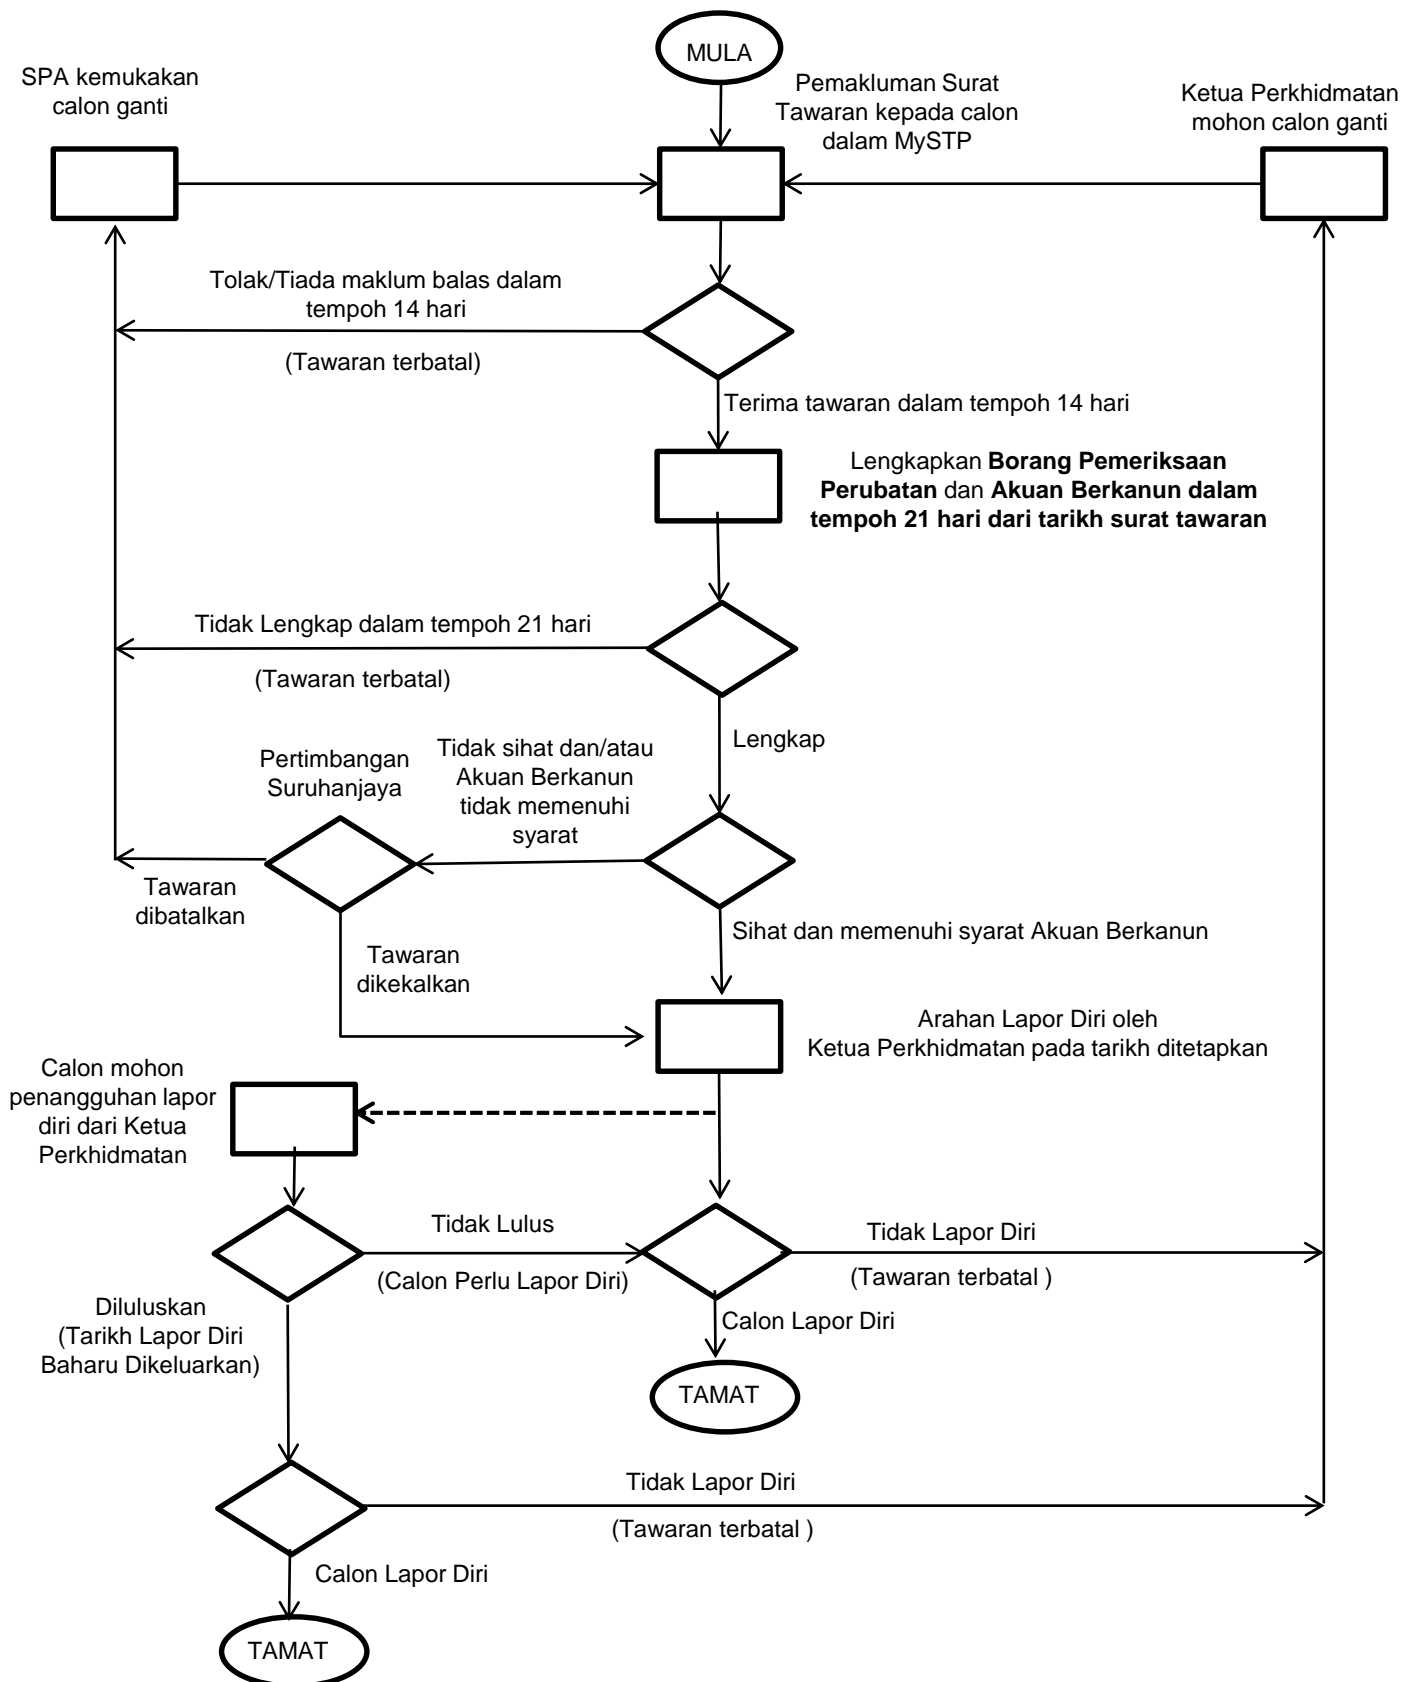 MULA
SPA kemukakan
calon ganti
Pemakluman Surat
Tawaran kepada calon
dalam MySTP
Ketua Perkhidmatan
mohon calon ganti
Tolak/Tiada maklum balas dalam
tempoh 14 hari
(Tawaran terbatal)
Terima tawaran dalam tempoh 14 hari
Lengkapkan Borang Pemeriksaan
Perubatan dan Akuan Berkanun dalam
tempoh 21 hari dari tarikh surat tawaran
Tidak Lengkap dalam tempoh 21 hari
(Tawaran terbatal)
Lengkap
Pertimbangan
Suruhanjaya
Tidak sihat dan/atau
Akuan Berkanun
tidak memenuhi
syarat
Tawaran
dibatalkan
Sihat dan memenuhi syarat Akuan Berkanun
Tawaran
dikekalkan
Arahan Lapor Diri oleh
Ketua Perkhidmatan pada tarikh ditetapkan
Calon mohon
penangguhan lapor
diri dari Ketua
Perkhidmatan
Tidak Lulus
(Calon Perlu Lapor Diri)
Tidak Lapor Diri
(Tawaran terbatal )
Diluluskan
(Tarikh Lapor Diri
Baharu Dikeluarkan)
Calon Lapor Diri
TAMAT
Tidak Lapor Diri
(Tawaran terbatal )
Calon Lapor Diri
TAMAT